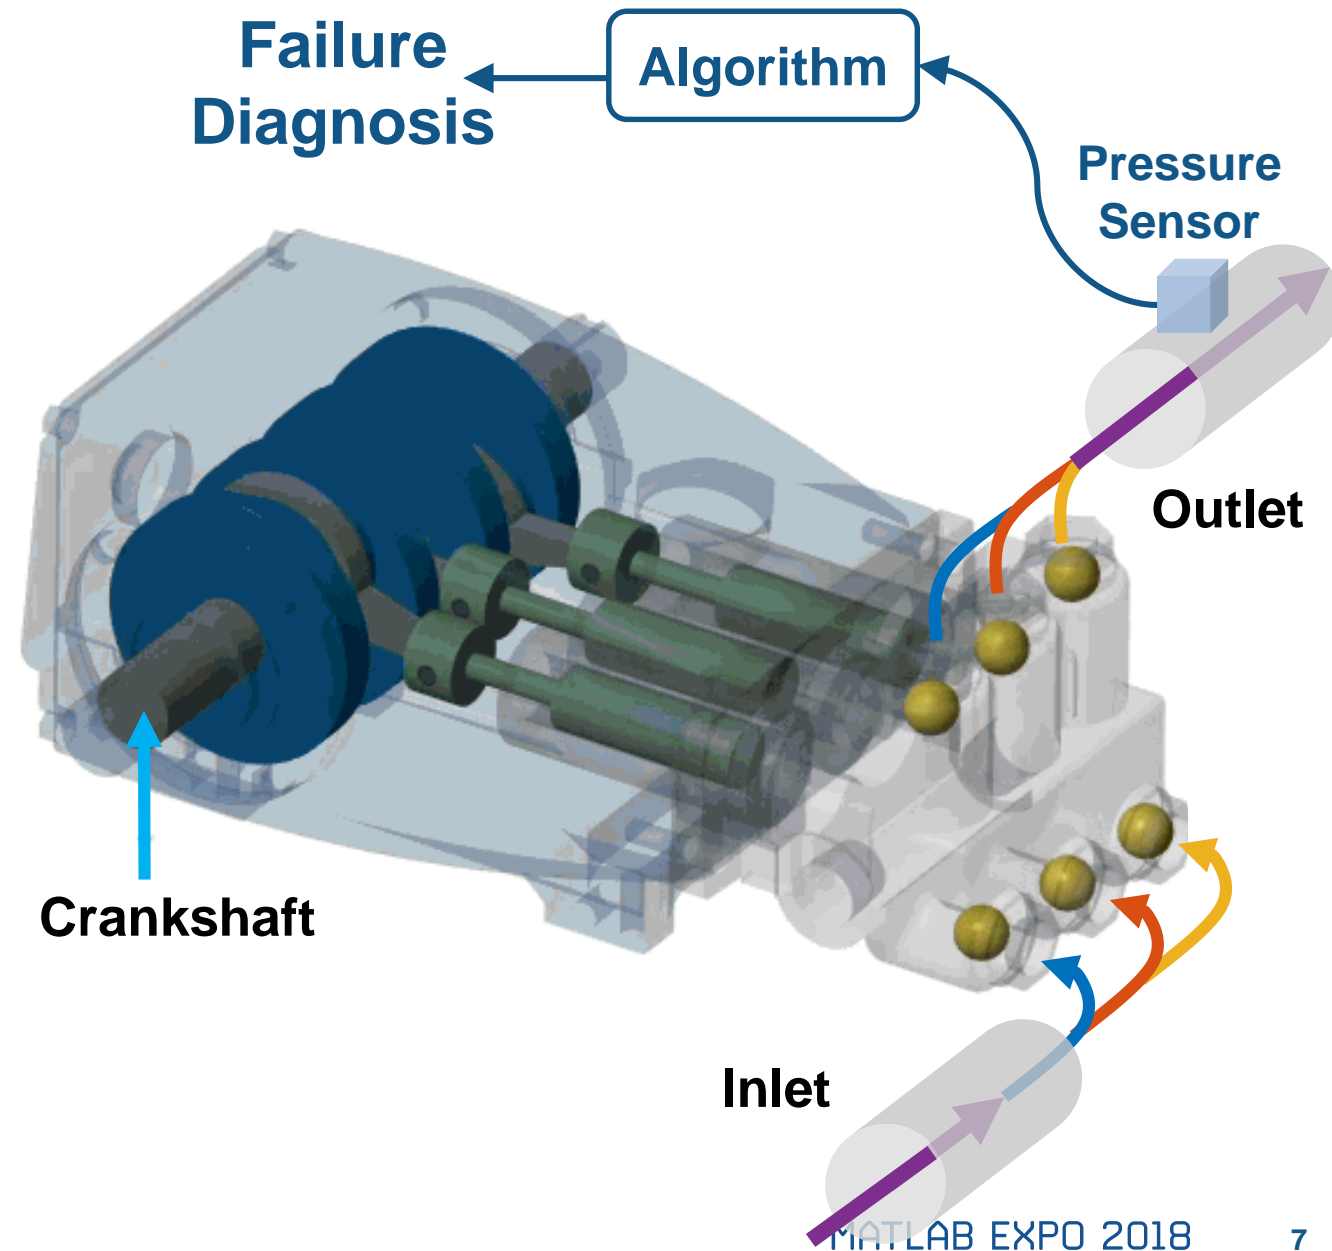 Failure
Diagnosis
Algorithm
Pressure
Sensor
Outlet
Crankshaft
Inlet
MATLAB EXPO 2018
7